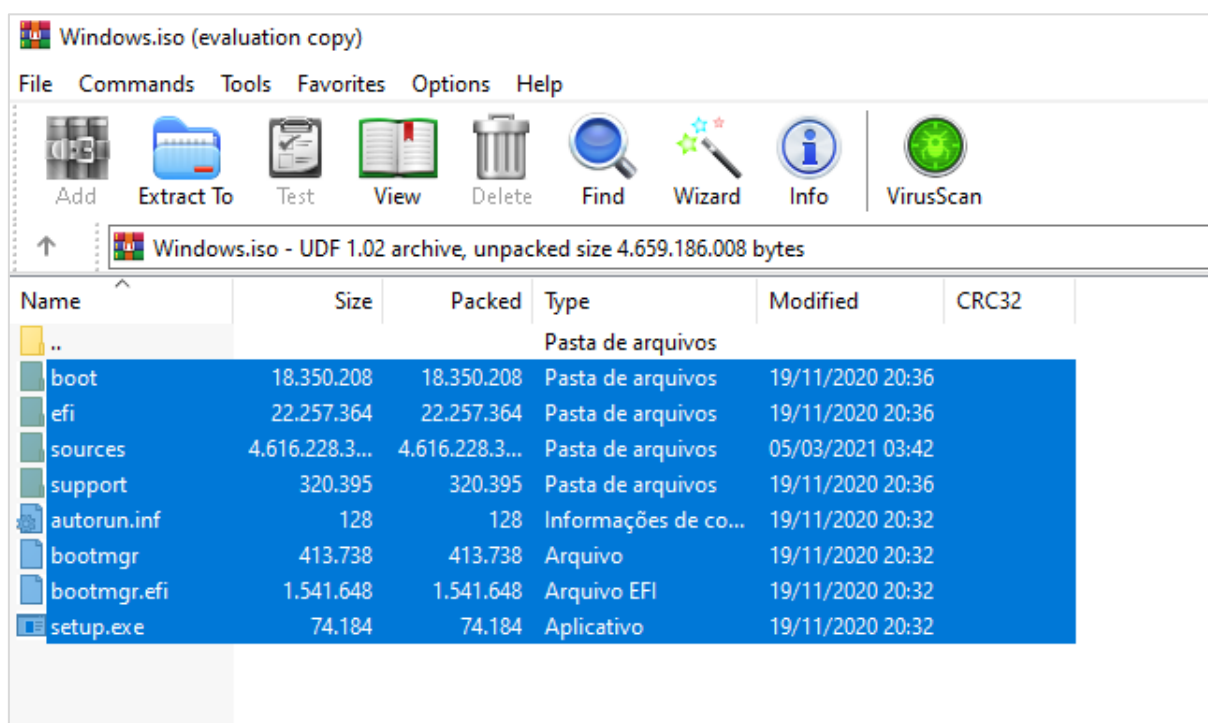 Windows.iso (evaluation copy)
File Commands Tools Favorites Options Help
Add Extract To Test View Delete Find Wizard Info VirusScan
Windows.iso - UDF 1.02 archive, unpacked size 4.659.186.008 bytes
Name Size Packed Type Modified CRC32
.. Pasta de arquivos
boot 18.350.208 18.350.208 Pasta de arquivos 19/11/2020 20:36
efi 22.257.364 22.257.364 Pasta de arquivos 19/11/2020 20:36
sources 4.616.228.3... 4.616.228.3... Pasta de arquivos 05/03/2021 03:42
support 320.395 320.395 Pasta de arquivos 19/11/2020 20:36
autorun.inf 128 128 Informações de co... 19/11/2020 20:32
bootmgr 413.738 413.738 Arquivo 19/11/2020 20:32
bootmgr.efi 1.541.648 1.541.648 Arquivo EFI 19/11/2020 20:32
setup.exe 74.184 74.184 Aplicativo 19/11/2020 20:32